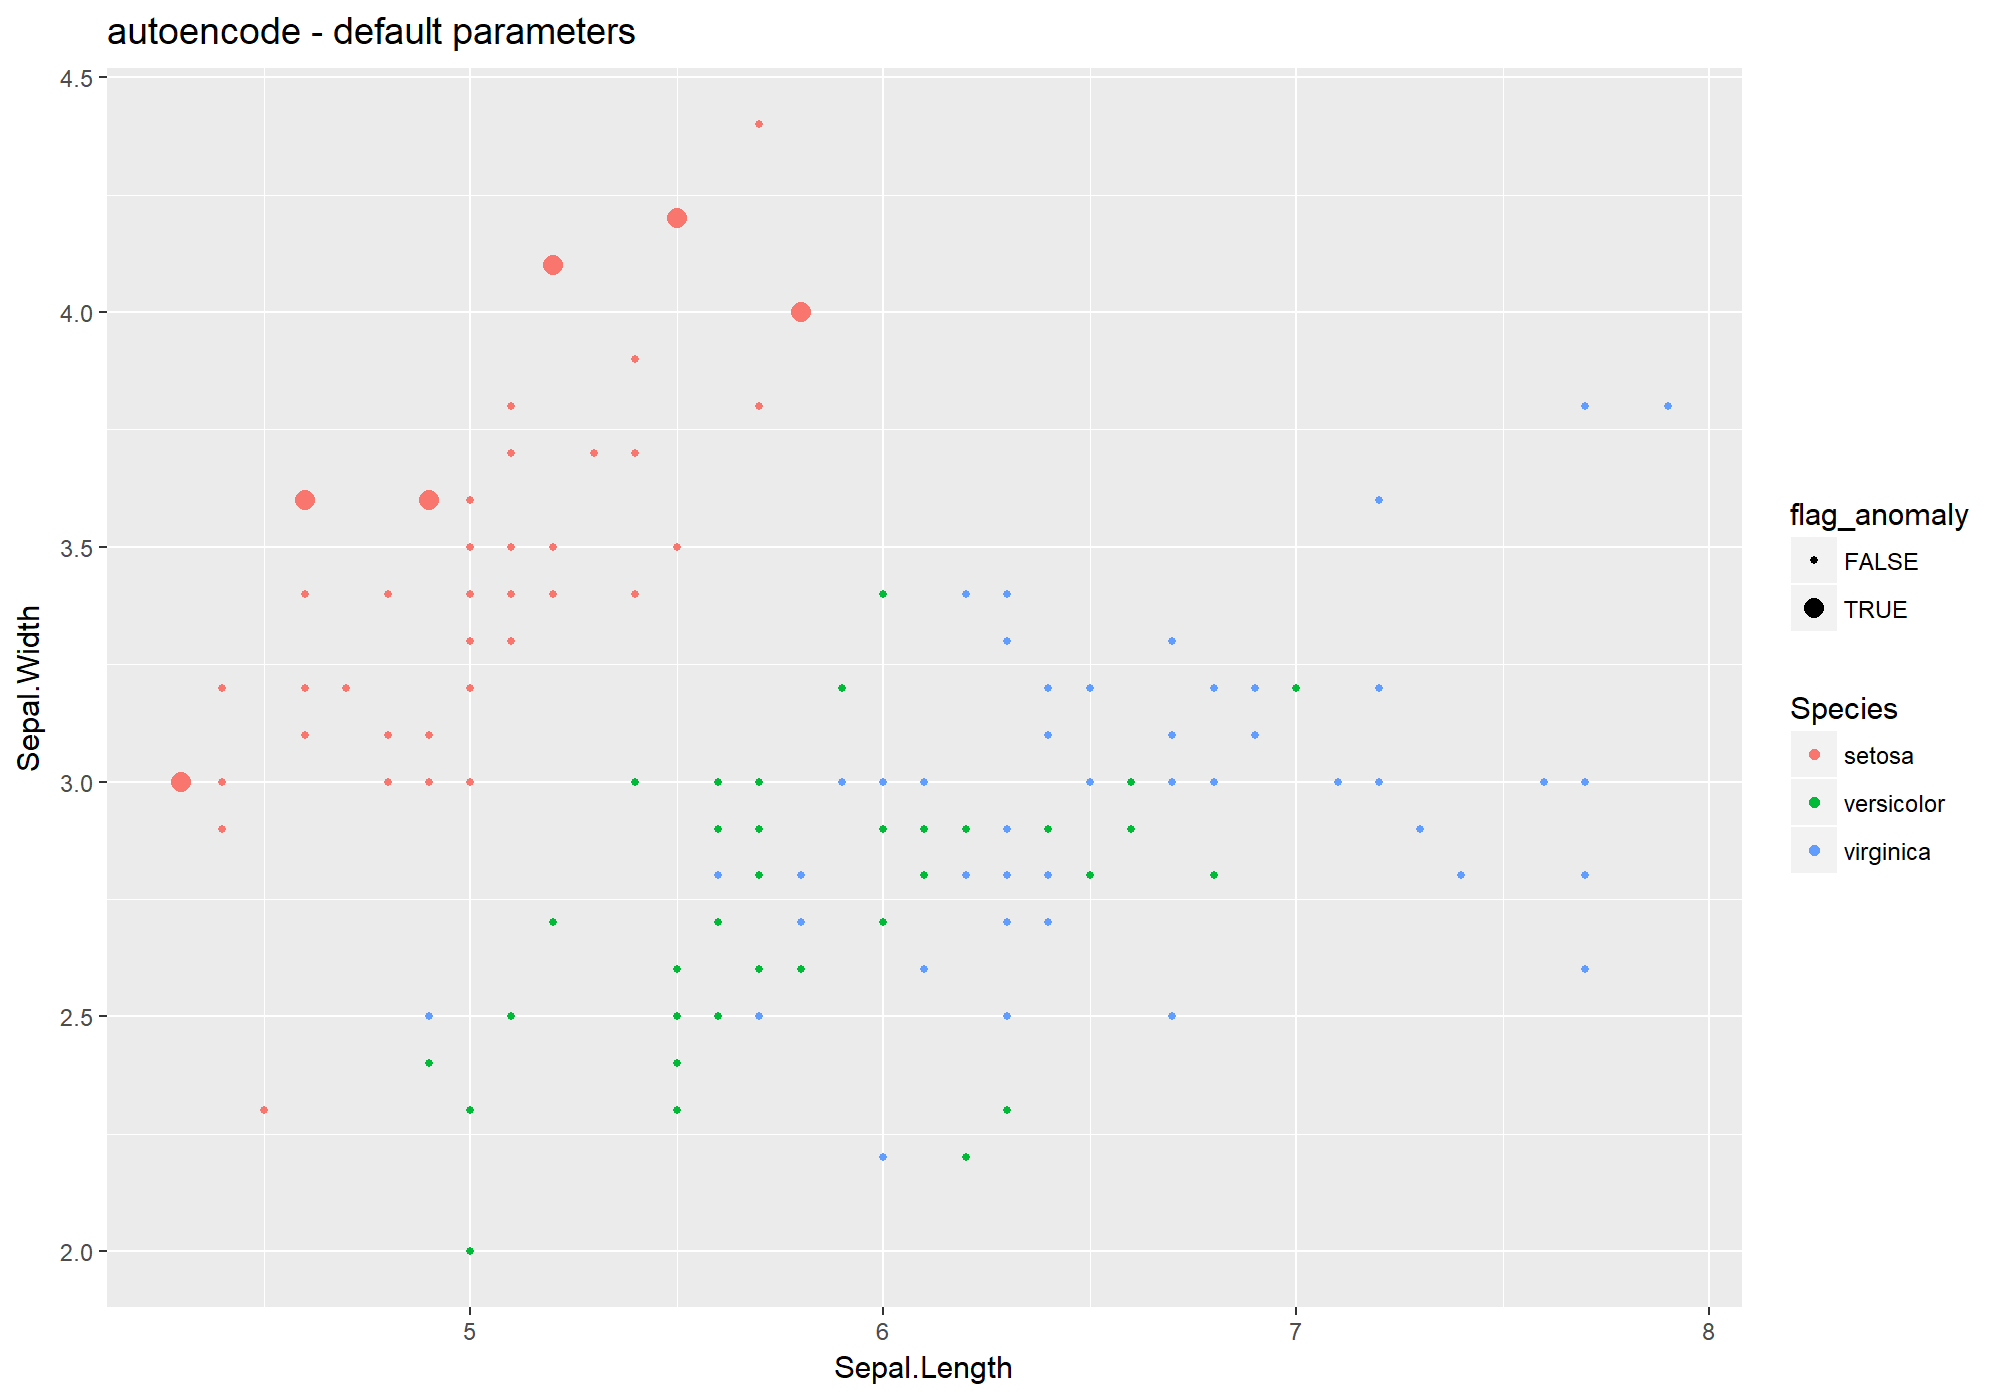 autoencode - default parameters
4.5
4.0
3.5
3.0
2.5
2.0
Sepal.Width
5
6
7
8
Sepal.Length
flag_anomaly
FALSE
TRUE
Species
setosa
versicolor
virginica